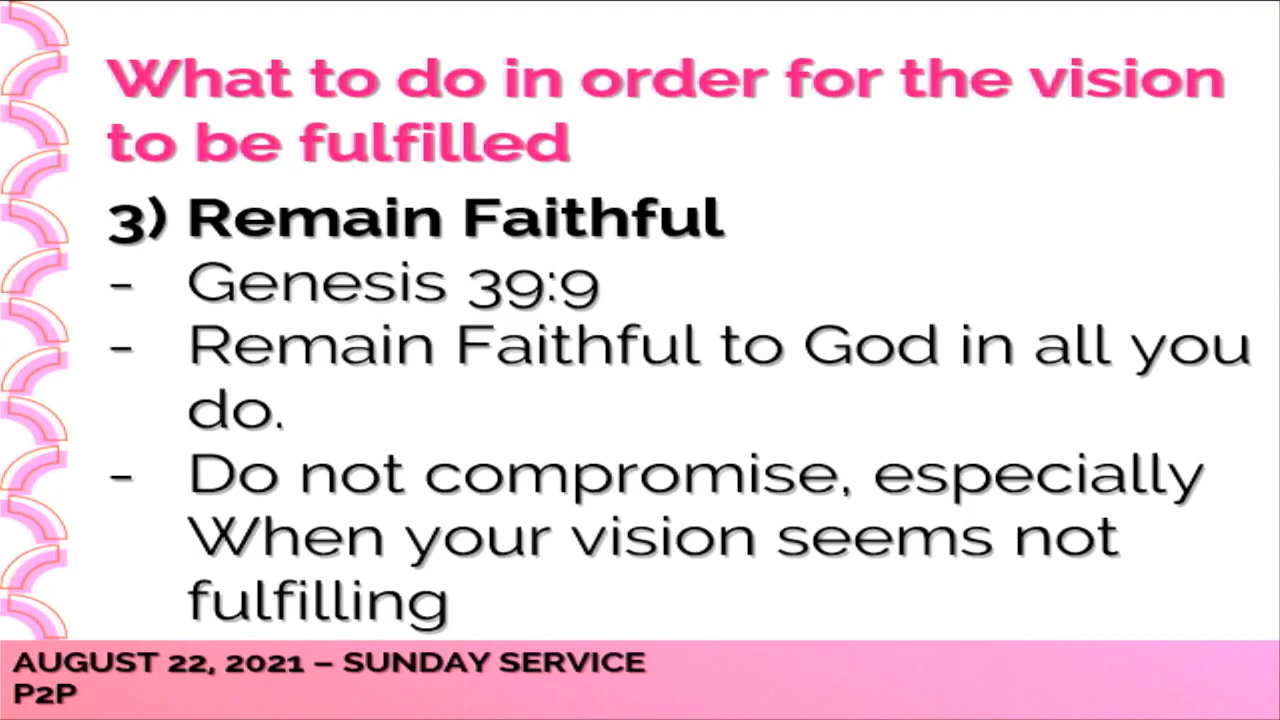 What to do in order for the vision
to be fulfilled
3) Remain Faithful
- Genesis 39:9
- Remain Faithful to God in all you
do.
- Do not compromise, especially
When your vision seems not
fulfilling
AUGUST 22, 2021 – SUNDAY SERVICE
P2P